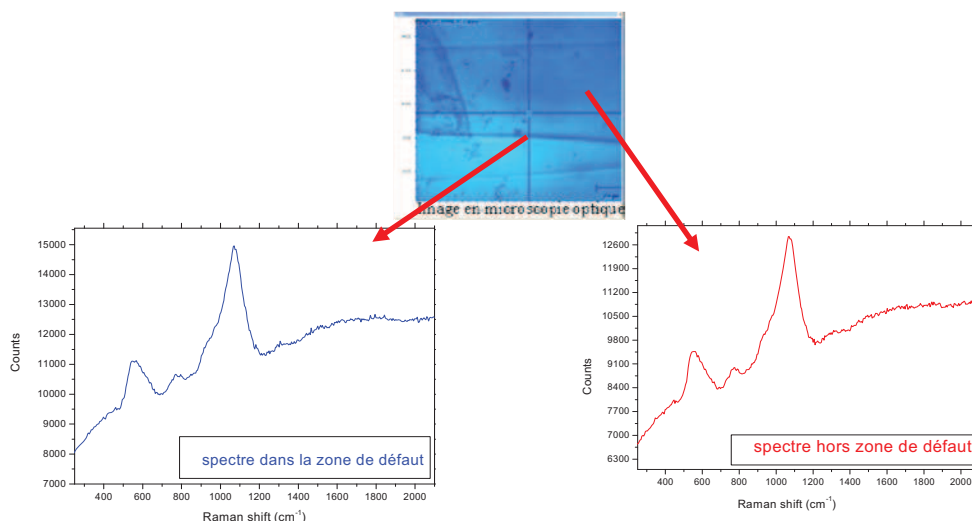 Image en microscopie optique
15000
14000
13000
12000
11000
10000
9000
8000
7000
Counts
400 600 800 1000 1200 1400 1600 1800 2000
Raman shift (cm⁻¹)
spectre dans la zone de défaut
12600
11900
11200
10500
9800
9100
8400
7700
7000
6300
Counts
400 600 800 1000 1200 1400 1600 1800 2000
Raman shift (cm⁻¹)
spectre hors zone de défaut